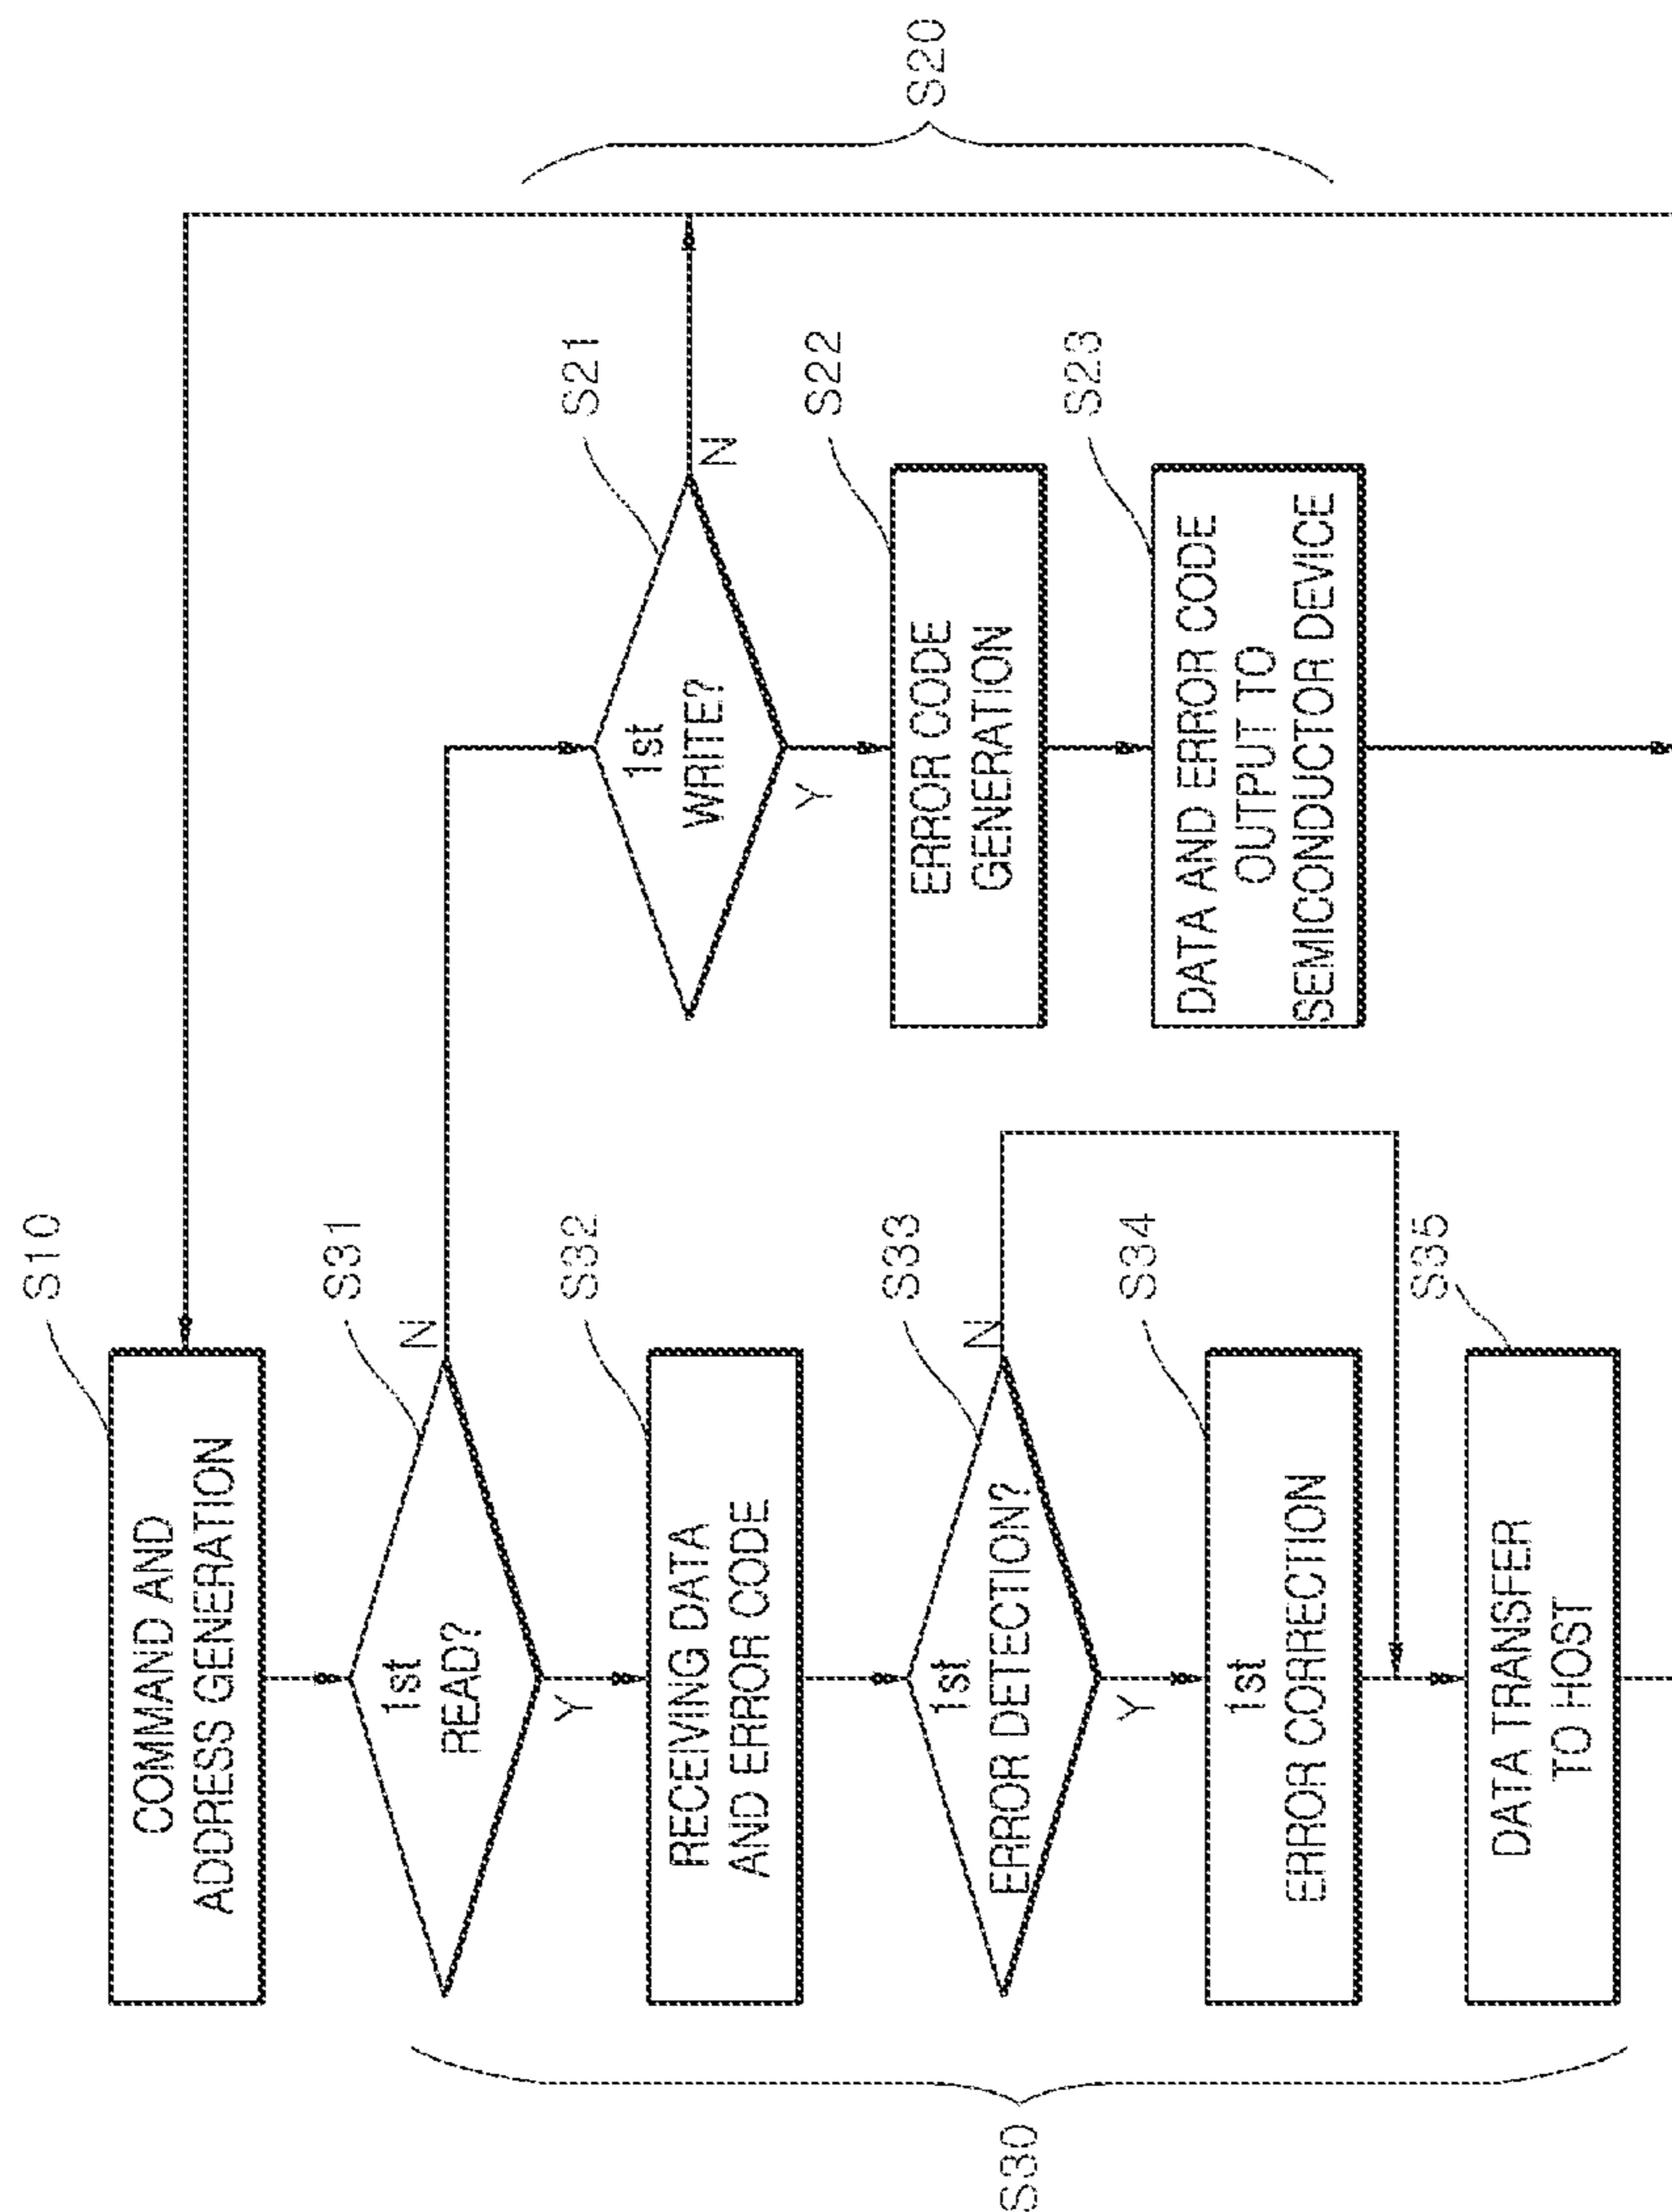 S10
COMMAND AND
ADDRESS GENERATION
S31
1st
READ?
N
Y
S32
RECEIVING DATA
AND ERROR CODE
S33
1st
ERROR DETECTION?
N
Y
S34
1st
ERROR CORRECTION
S35
DATA TRANSFER
TO HOST
S30
S21
1st
WRITE?
N
Y
S22
ERROR CODE
GENERATION
S23
DATA AND ERROR CODE
OUTPUT TO
SEMICONDUCTOR DEVICE
S20